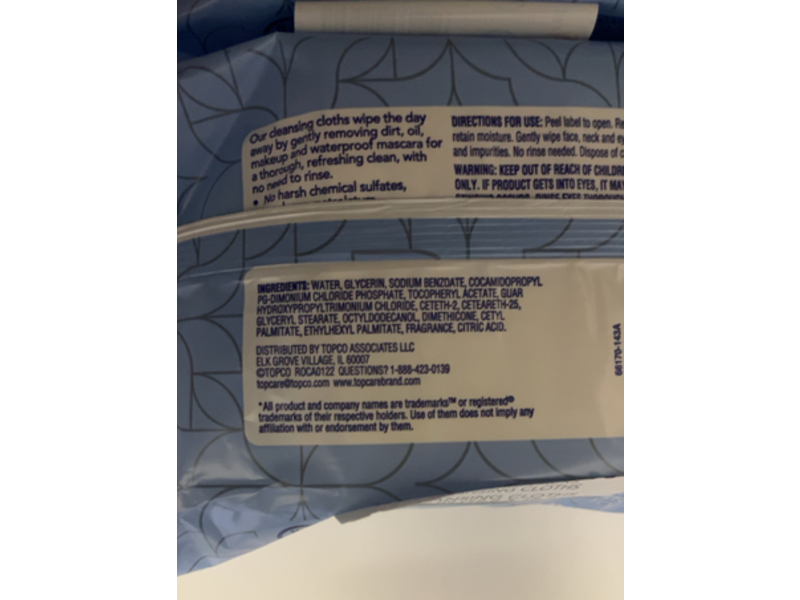 Our cleansing cloths wipe the day
away by gently removing dirt, oil,
makeup and waterproof mascara for
a thorough, refreshing clean, with
no need to rinse.
• No harsh chemical sulfates,
DIRECTIONS FOR USE: Peel label to open. Re
retain moisture. Gently wipe face, neck and ey
and impurities. No rinse needed. Dispose of c
WARNING: KEEP OUT OF REACH OF CHILDR
ONLY. IF PRODUCT GETS INTO EYES, IT MAY
INGREDIENTS: WATER, GLYCERIN, SODIUM BENZOATE, COCAMIDOPROPYL
PG-DIMONIUM CHLORIDE PHOSPHATE, TOCOPHERYL ACETATE, GUAR
HYDROXYPROPYLTRIMONIUM CHLORIDE, CETETH-2, CETEARETH-25,
GLYCERYL STEARATE, OCTYLDODECANOL, DIMETHICONE, CETYL
PALMITATE, ETHYLHEXYL PALMITATE, FRAGRANCE, CITRIC ACID.
DISTRIBUTED BY TOPCO ASSOCIATES LLC
ELK GROVE VILLAGE, IL 60007
©TOPCO ROCA0122 QUESTIONS? 1-888-423-0139
topcare@topco.com www.topcarebrand.com
*All product and company names are trademarks™ or registered®
trademarks of their respective holders. Use of them does not imply any
affiliation with or endorsement by them.
68170-143A
CLOTHS
ANSING CLOTHS